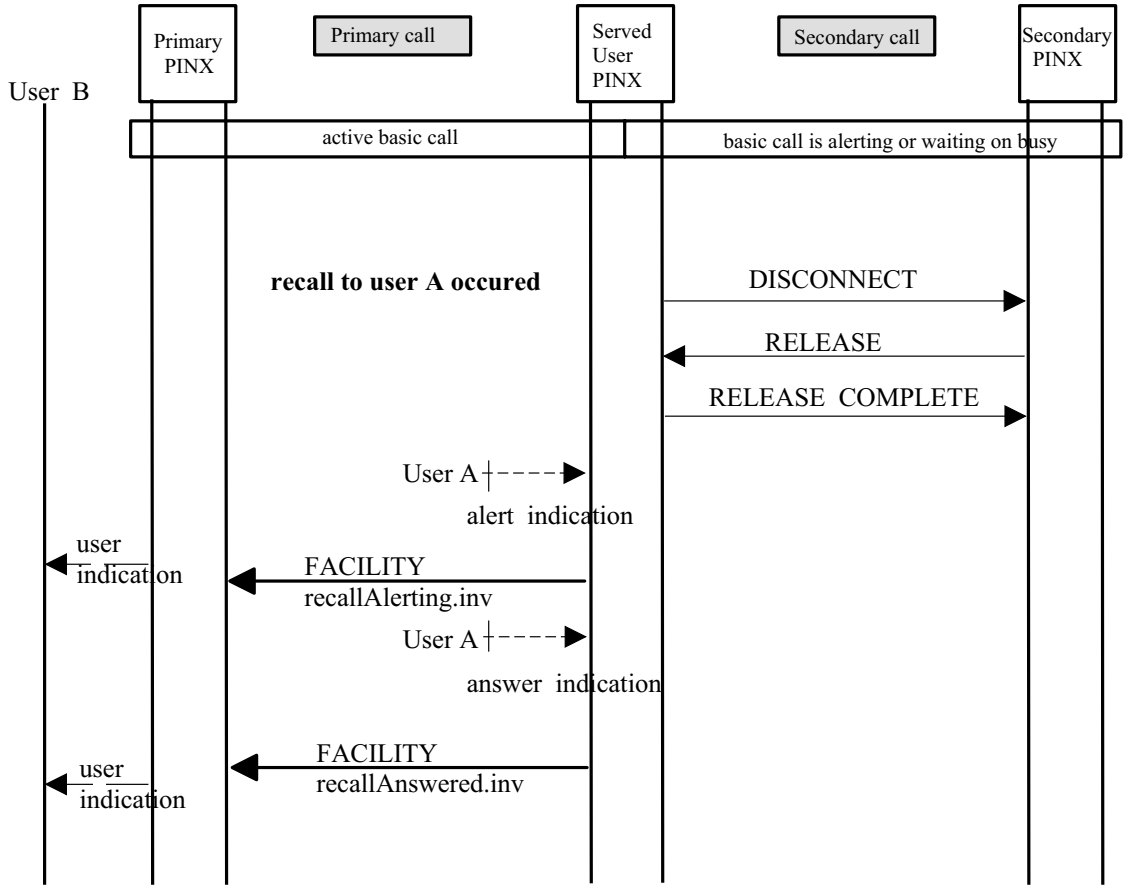 Primary
PINX
Primary call
Served
User
PINX
Secondary call
Secondary
PINX
User B
active basic call
basic call is alerting or waiting on busy
recall to user A occured
DISCONNECT
RELEASE
RELEASE COMPLETE
User A
alert indication
user
indication
FACILITY
recallAlerting.inv
User A
answer indication
FACILITY
recallAnswered.inv
user
indication